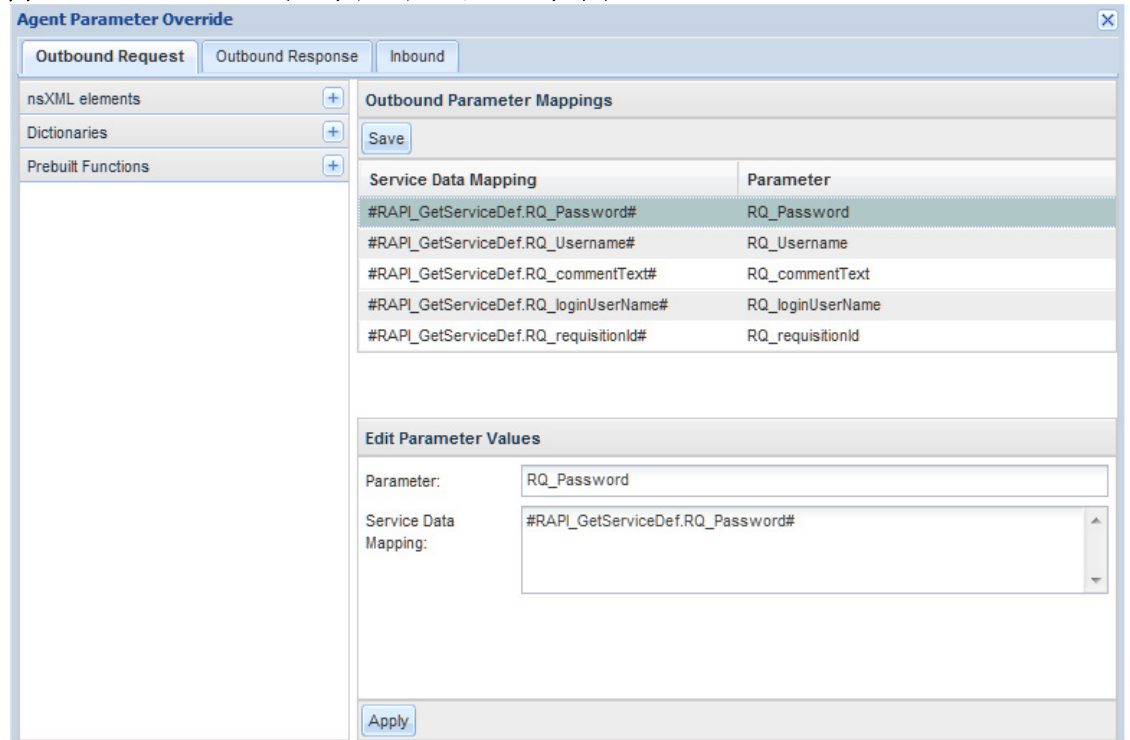 Agent Parameter Override
Outbound Request Outbound Response Inbound
nsXML elements
Dictionaries
Prebuilt Functions
Outbound Parameter Mappings
Save
Service Data Mapping Parameter
#RAPI_GetServiceDef.RQ_Password# RQ_Password
#RAPI_GetServiceDef.RQ_Username# RQ_Username
#RAPI_GetServiceDef.RQ_commentText# RQ_commentText
#RAPI_GetServiceDef.RQ_loginUserName# RQ_loginUserName
#RAPI_GetServiceDef.RQ_requisitionId# RQ_requisitionId
Edit Parameter Values
Parameter: RQ_Password
Service Data Mapping: #RAPI_GetServiceDef.RQ_Password#
Apply